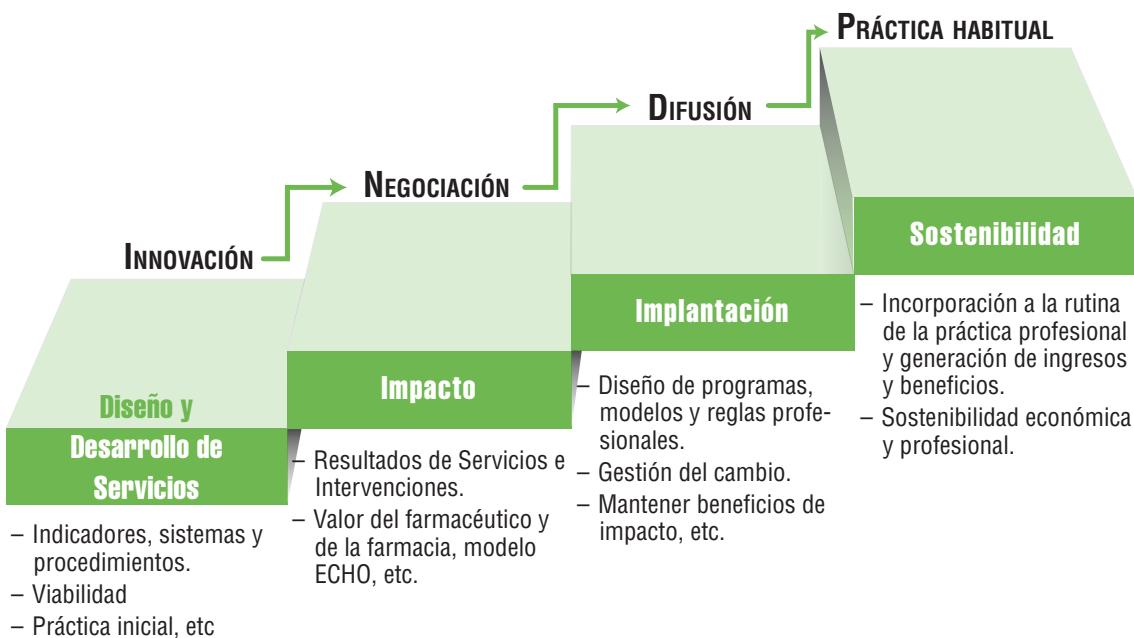 INNOVACIÓN
Diseño y
Desarrollo de
Servicios
– Indicadores, sistemas y
procedimientos.
– Viabilidad
– Práctica inicial, etc
NEGOCIACIÓN
Impacto
– Resultados de Servicios e
Intervenciones.
– Valor del farmacéutico y
de la farmacia, modelo
ECHO, etc.
DIFUSIÓN
Implantación
– Diseño de programas,
modelos y reglas profe-
sionales.
– Gestión del cambio.
– Mantener beneficios de
impacto, etc.
PRÁCTICA HABITUAL
Sostenibilidad
– Incorporación a la rutina
de la práctica profesional
y generación de ingresos
y beneficios.
– Sostenibilidad económica
y profesional.